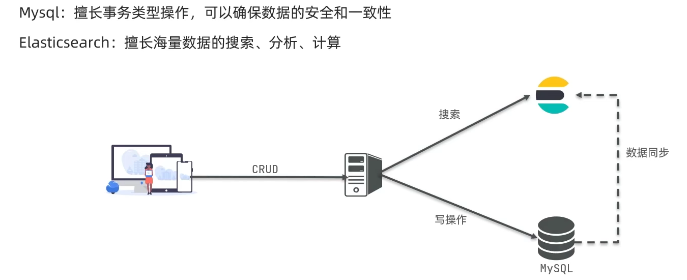 Mysql：擅长事务类型操作，可以确保数据的安全和一致性
Elasticsearch：擅长海量数据的搜索、分析、计算
搜索
数据同步
CRUD
写操作
MySQL